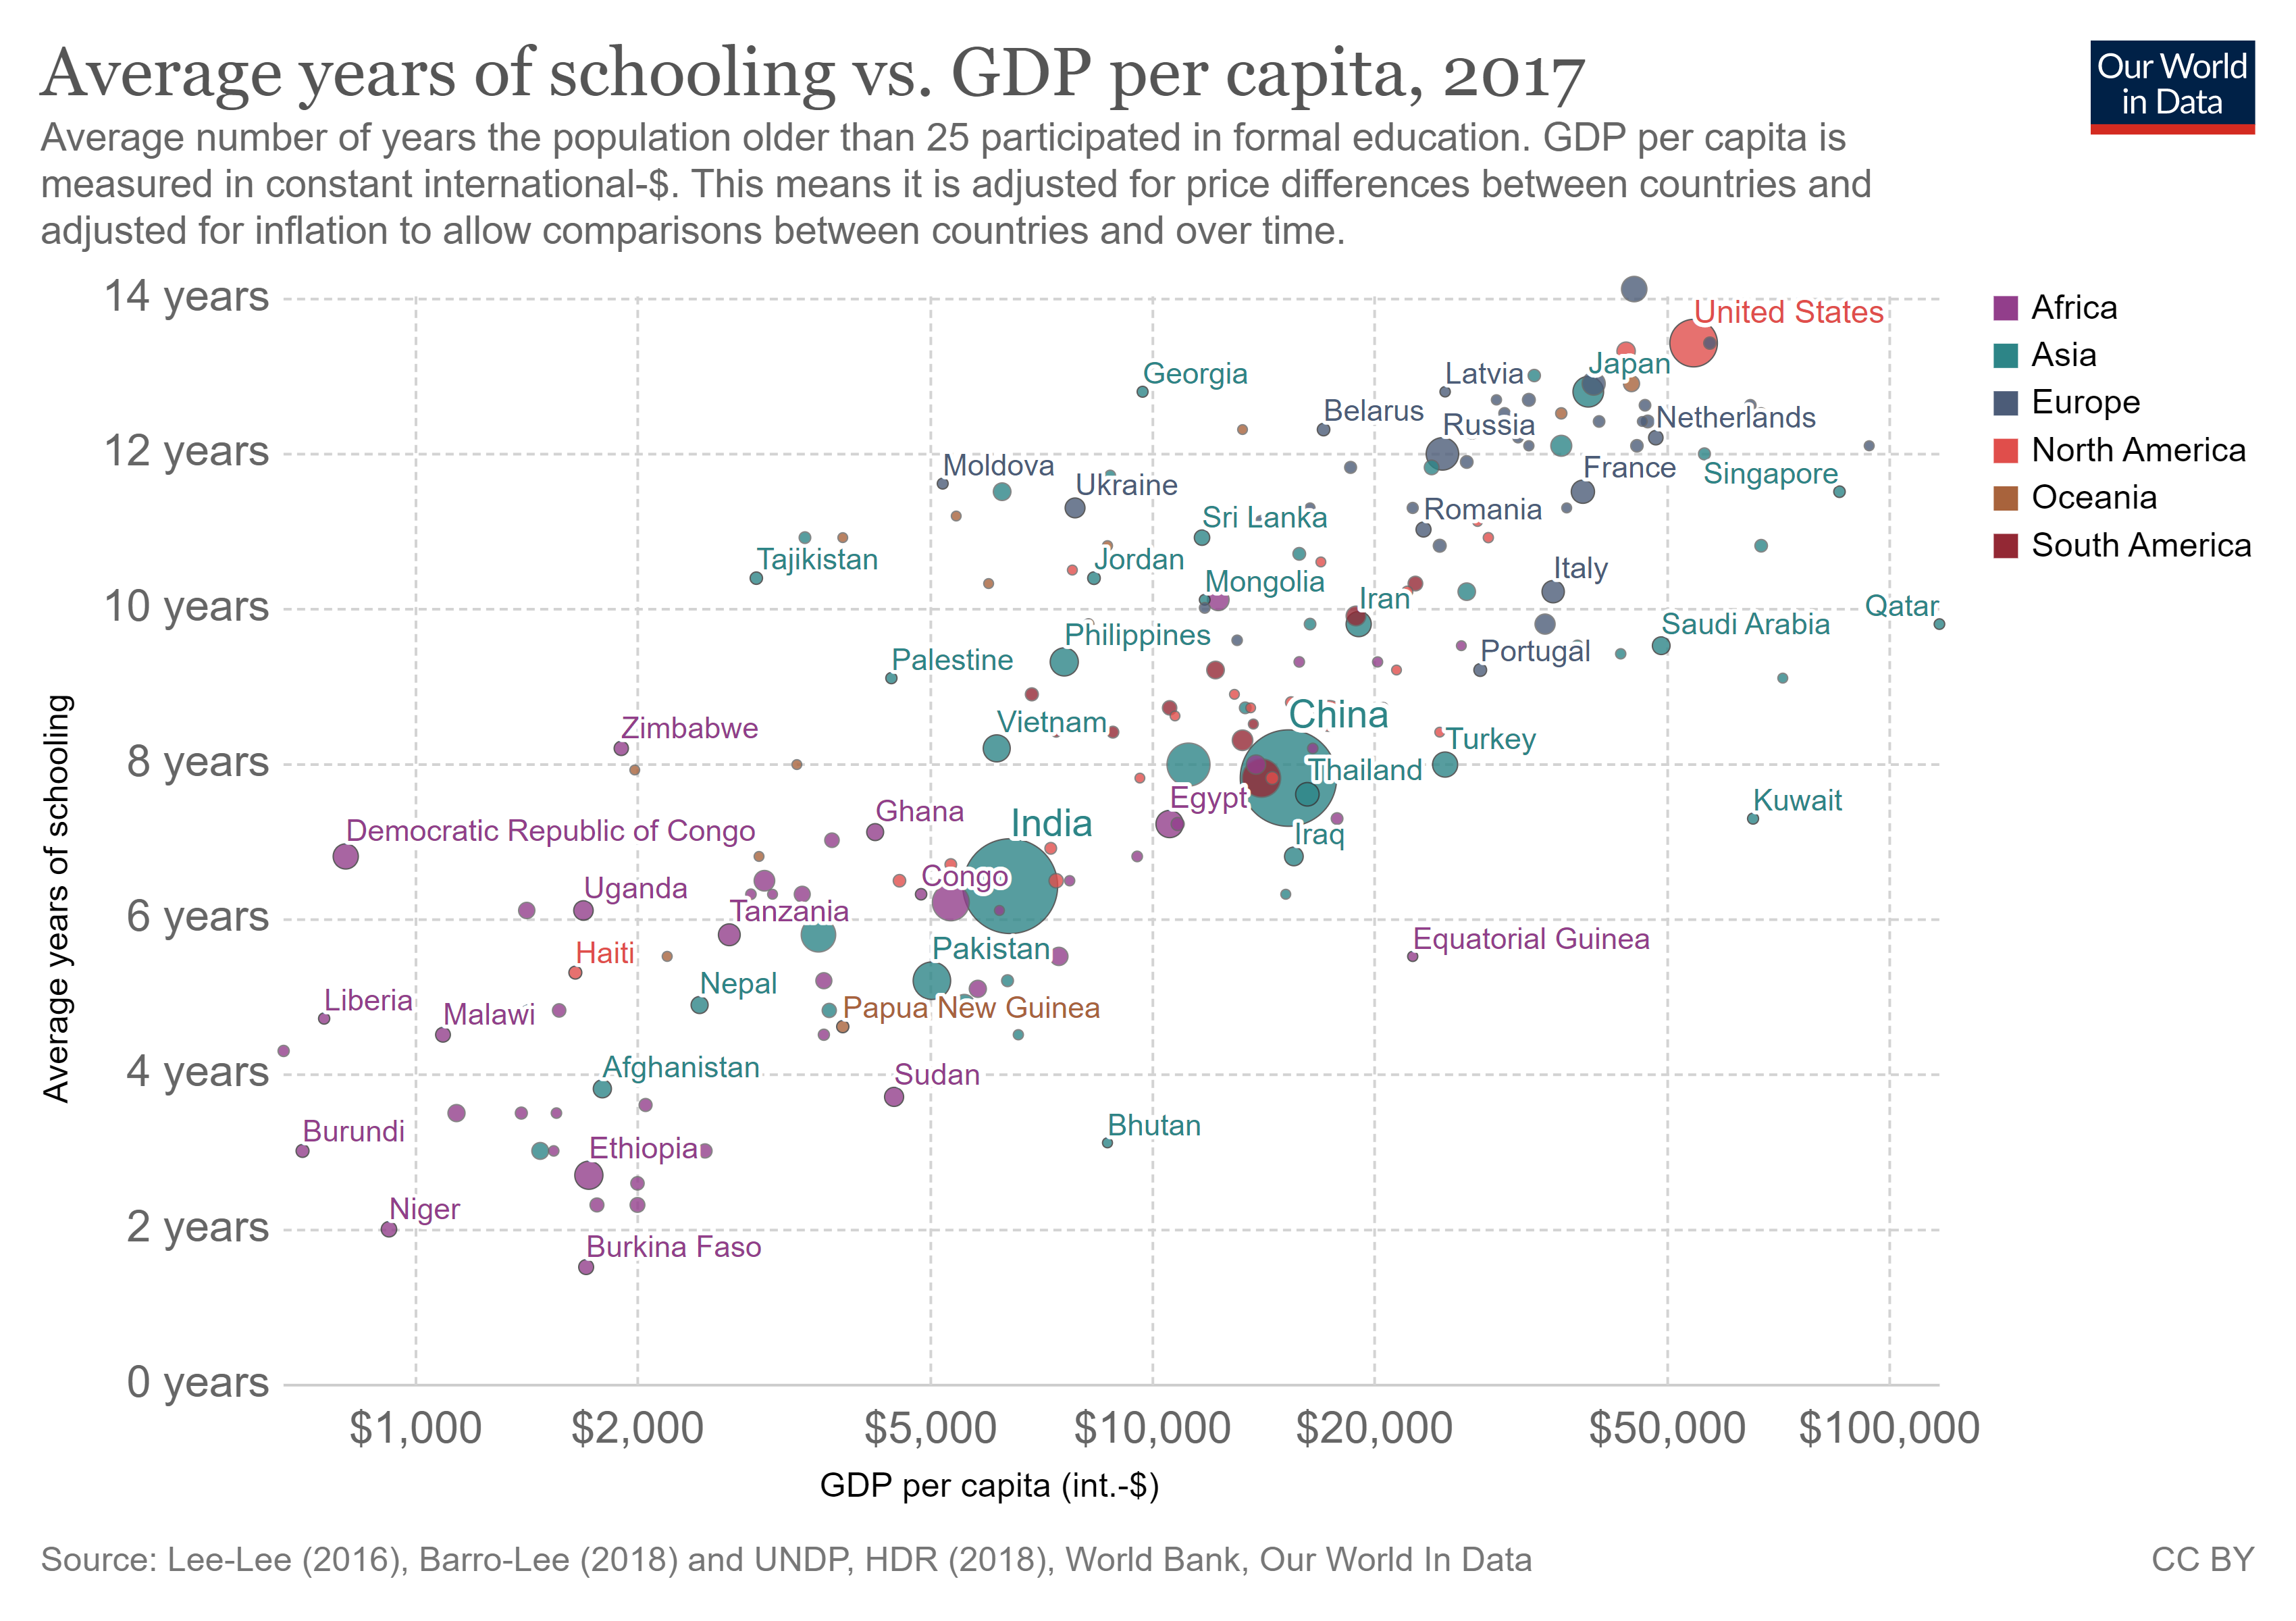 Average years of schooling vs. GDP per capita, 2017
Our World
in Data
Average number of years the population older than 25 participated in formal education. GDP per capita is
measured in constant international-$. This means it is adjusted for price differences between countries and
adjusted for inflation to allow comparisons between countries and over time.
14 years
12 years
10 years
8 years
6 years
4 years
2 years
0 years
Average years of schooling
United States
Japan
Georgia
Latvia
Belarus
Russia
Netherlands
Moldova
Ukraine
France
Singapore
Sri Lanka
Romania
Tajikistan
Jordan
Mongolia
Iran
Italy
Qatar
Philippines
Saudi Arabia
Palestine
Portugal
Zimbabwe
Vietnam
China
Turkey
Thailand
Egypt
Kuwait
Ghana
India
Democratic Republic of Congo
Iraq
Congo
Uganda
Tanzania
Haiti
Pakistan
Equatorial Guinea
Nepal
Liberia
Malawi
Papua New Guinea
Afghanistan
Sudan
Burundi
Bhutan
Ethiopia
Niger
Burkina Faso
Africa
Asia
Europe
North America
Oceania
South America
$1,000
$2,000
$5,000
$10,000
$20,000
$50,000
$100,000
GDP per capita (int.-$)
Source: Lee-Lee (2016), Barro-Lee (2018) and UNDP, HDR (2018), World Bank, Our World In Data
CC BY